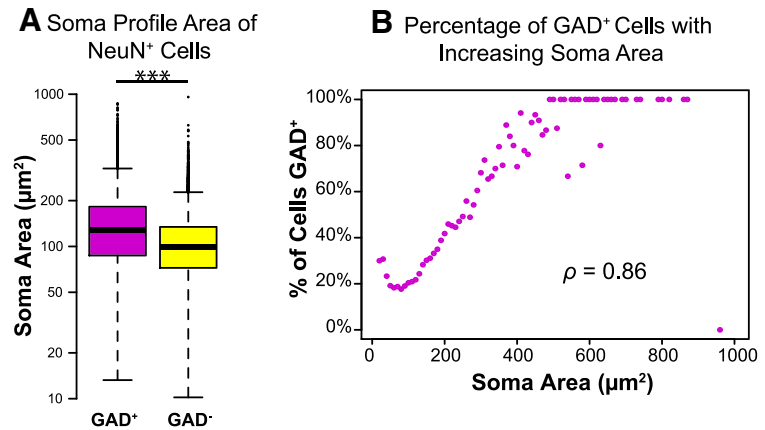 A Soma Profile Area of
NeuN⁺ Cells
***
Soma Area (μm²)
1000
500
200
100
50
20
10
GAD⁺ GAD⁻
B Percentage of GAD⁺ Cells with
Increasing Soma Area
% of Cells GAD⁺
100%
80%
60%
40%
20%
0%
ρ = 0.86
0 200 400 600 800 1000
Soma Area (μm²)